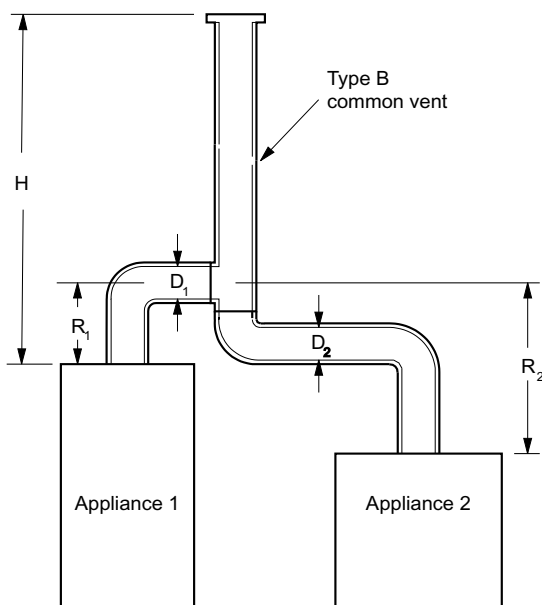 Type B
common vent
H
D1
R1
D2
R2
Appliance 1
Appliance 2